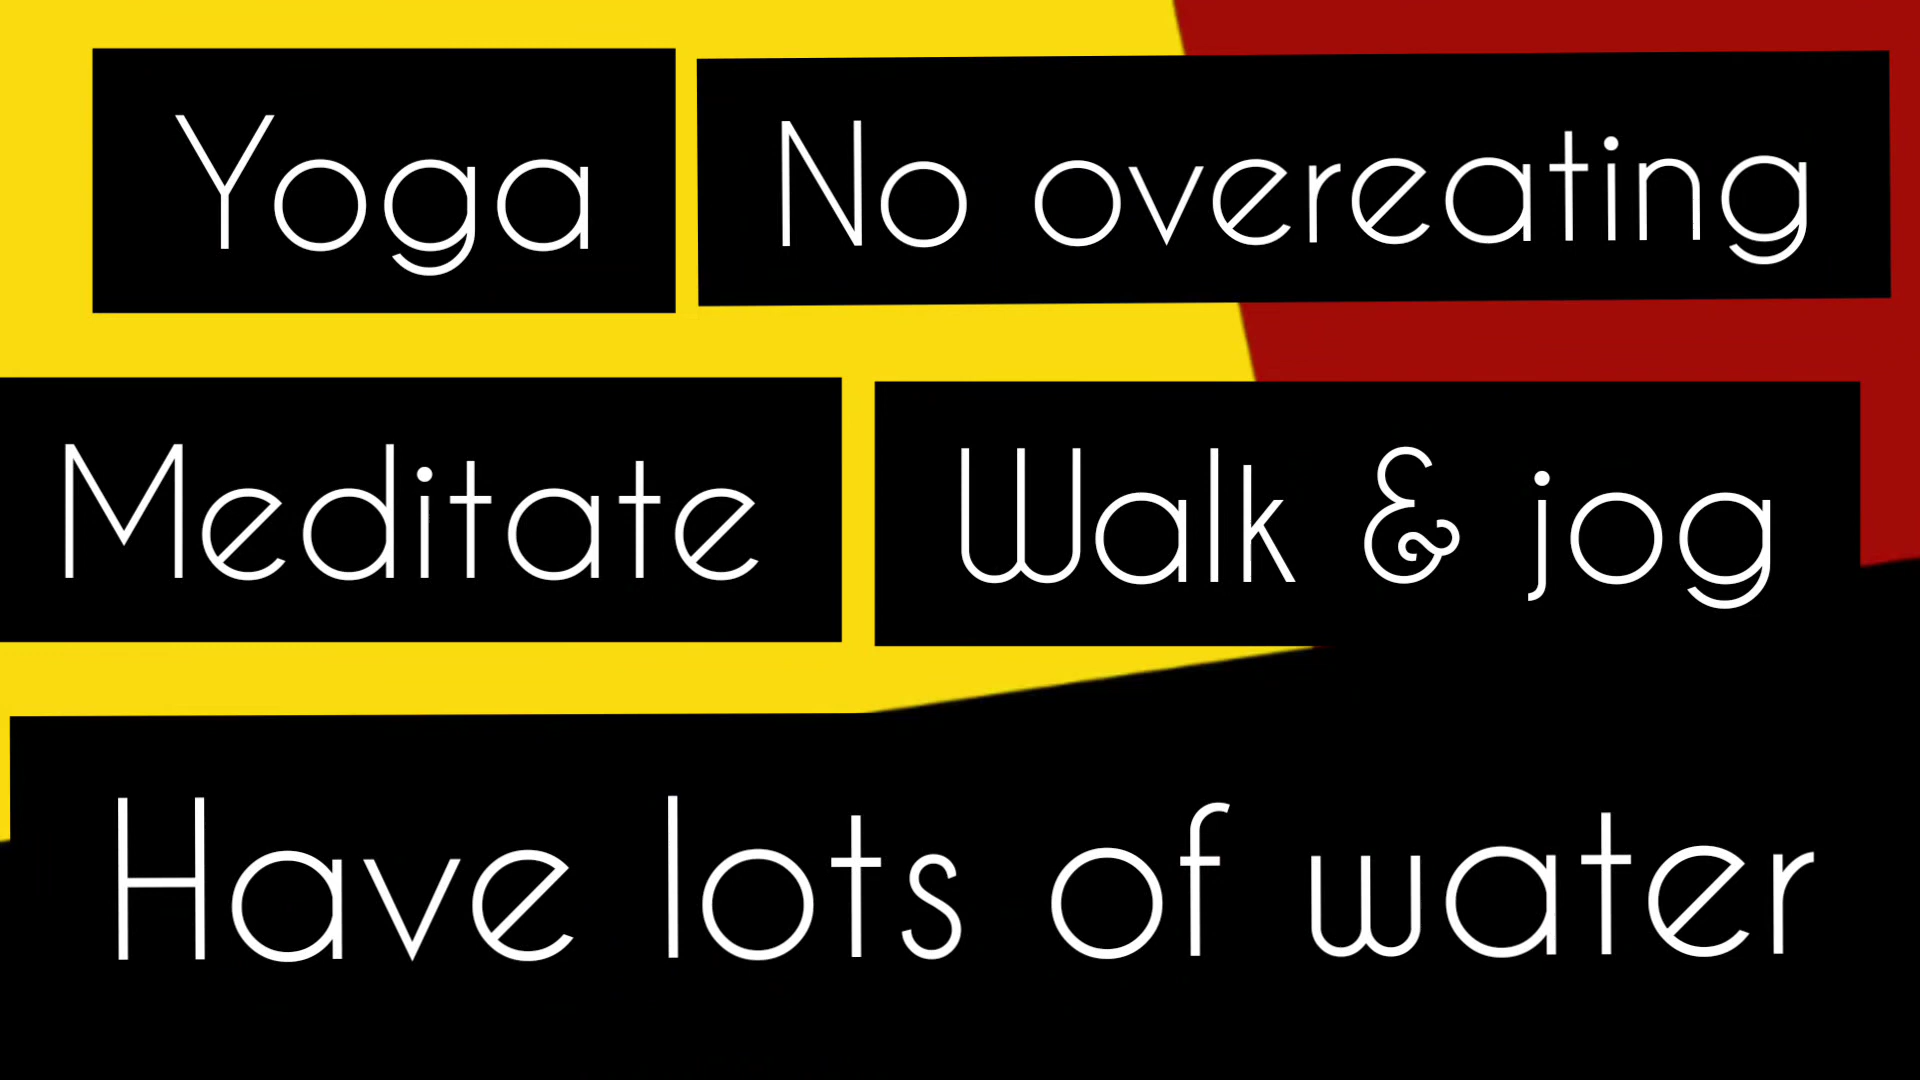 Yoga
No overeating
Meditate
Walk & jog
Have lots of water